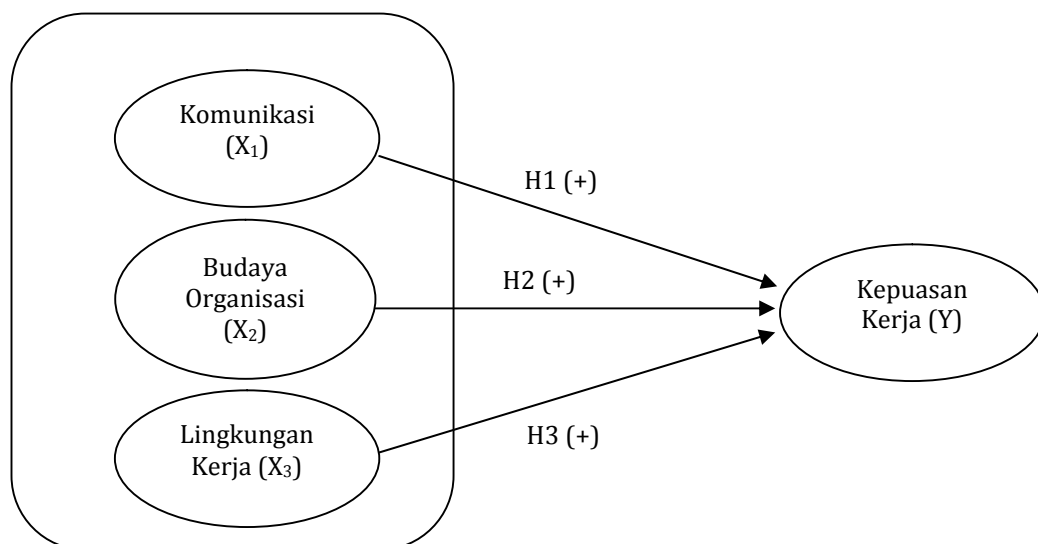 Komunikasi
(X₁)
H1 (+)
Budaya
Organisasi
(X₂)
H2 (+)
Kepuasan
Kerja (Y)
Lingkungan
Kerja (X₃)
H3 (+)